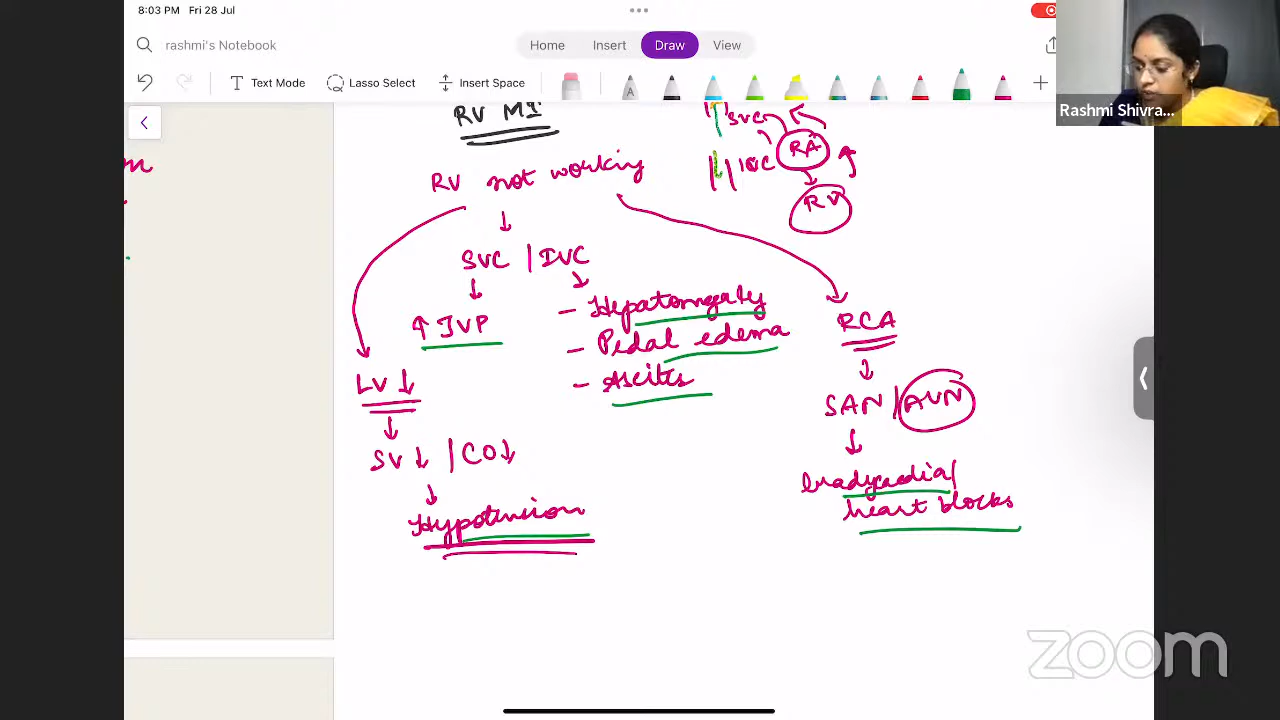 8:03 PM Fri 28 Jul
rashmi's Notebook
Home Insert Draw View
Text Mode Lasso Select Insert Space
A
Rashmi Shivra...
RV MI
SVC
RA
IVC
RV
m
RV not working
SVC | IVC
↑ JVP
- Hepatomegaly
- Pedal edema
- Ascites
RCA
LV ↓
SAN / AVN
SV ↓ | CO ↓
bradycardia/
heart blocks
Hypotension
zoom